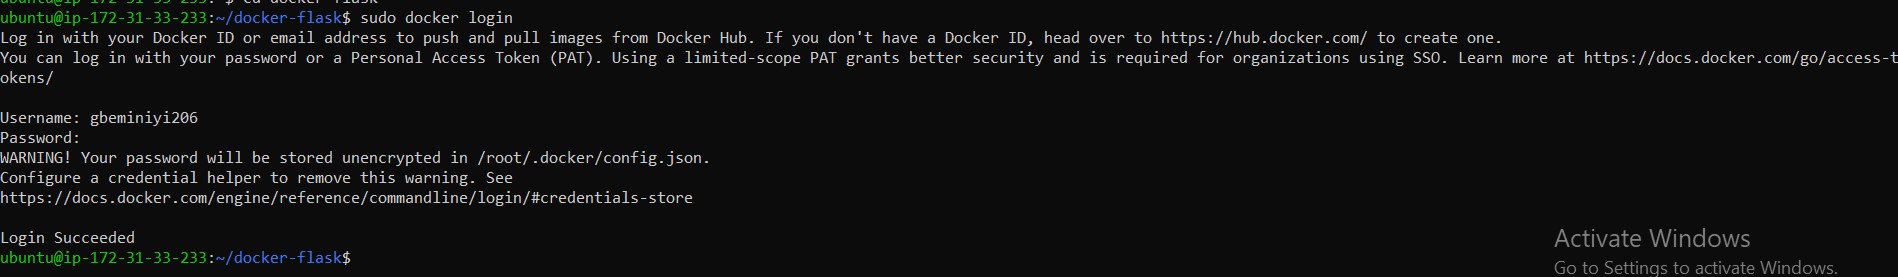 $ cd docker-flask
ubuntu@ip-172-31-33-233:~/docker-flask$ sudo docker login
Log in with your Docker ID or email address to push and pull images from Docker Hub. If you don't have a Docker ID, head over to https://hub.docker.com/ to create one.
You can log in with your password or a Personal Access Token (PAT). Using a limited-scope PAT grants better security and is required for organizations using SSO. Learn more at https://docs.docker.com/go/access-t
okens/
Username: gbeminiyi206
Password:
WARNING! Your password will be stored unencrypted in /root/.docker/config.json.
Configure a credential helper to remove this warning. See
https://docs.docker.com/engine/reference/commandline/login/#credentials-store
Login Succeeded
ubuntu@ip-172-31-33-233:~/docker-flask$
Activate Windows
Go to Settings to activate Windows.